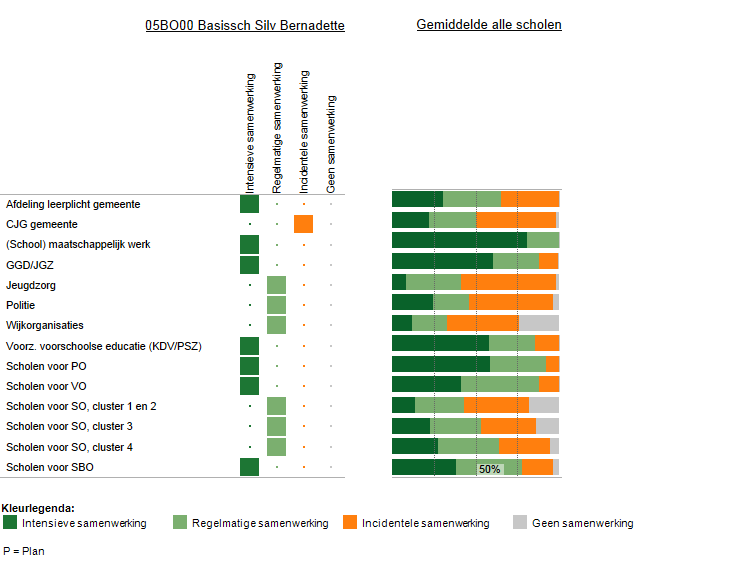 05BO00 Basissch Silv Bernadette
Gemiddelde alle scholen
Intensieve samenwerking
Regelmatige samenwerking
Incidentele samenwerking
Geen samenwerking
Afdeling leerplicht gemeente
CJG gemeente
(School) maatschappelijk werk
GGD/JGZ
Jeugdzorg
Politie
Wijkorganisaties
Voorz. voorschoolse educatie (KDV/PSZ)
Scholen voor PO
Scholen voor VO
Scholen voor SO, cluster 1 en 2
Scholen voor SO, cluster 3
Scholen voor SO, cluster 4
Scholen voor SBO
50%
Kleurlegenda:
Intensieve samenwerking Regelmatige samenwerking Incidentele samenwerking Geen samenwerking
P = Plan